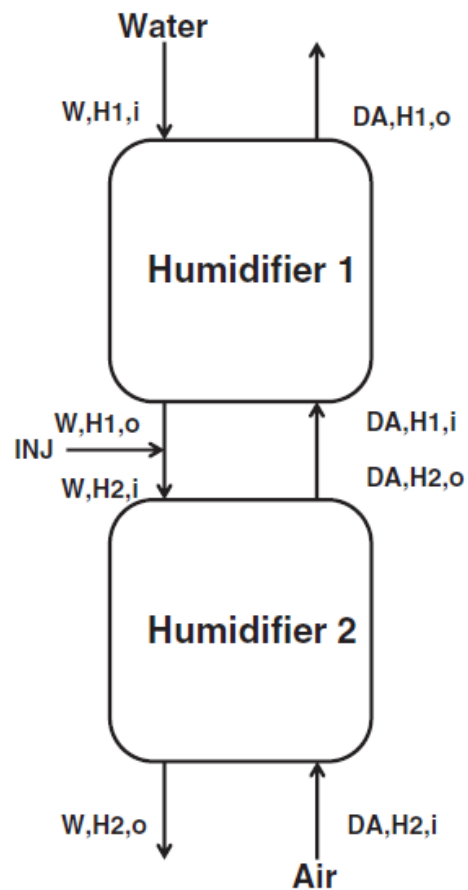 Water
W,H1,i
DA,H1,o
Humidifier 1
W,H1,o
DA,H1,i
INJ
W,H2,i
DA,H2,o
Humidifier 2
W,H2,o
DA,H2,i
Air